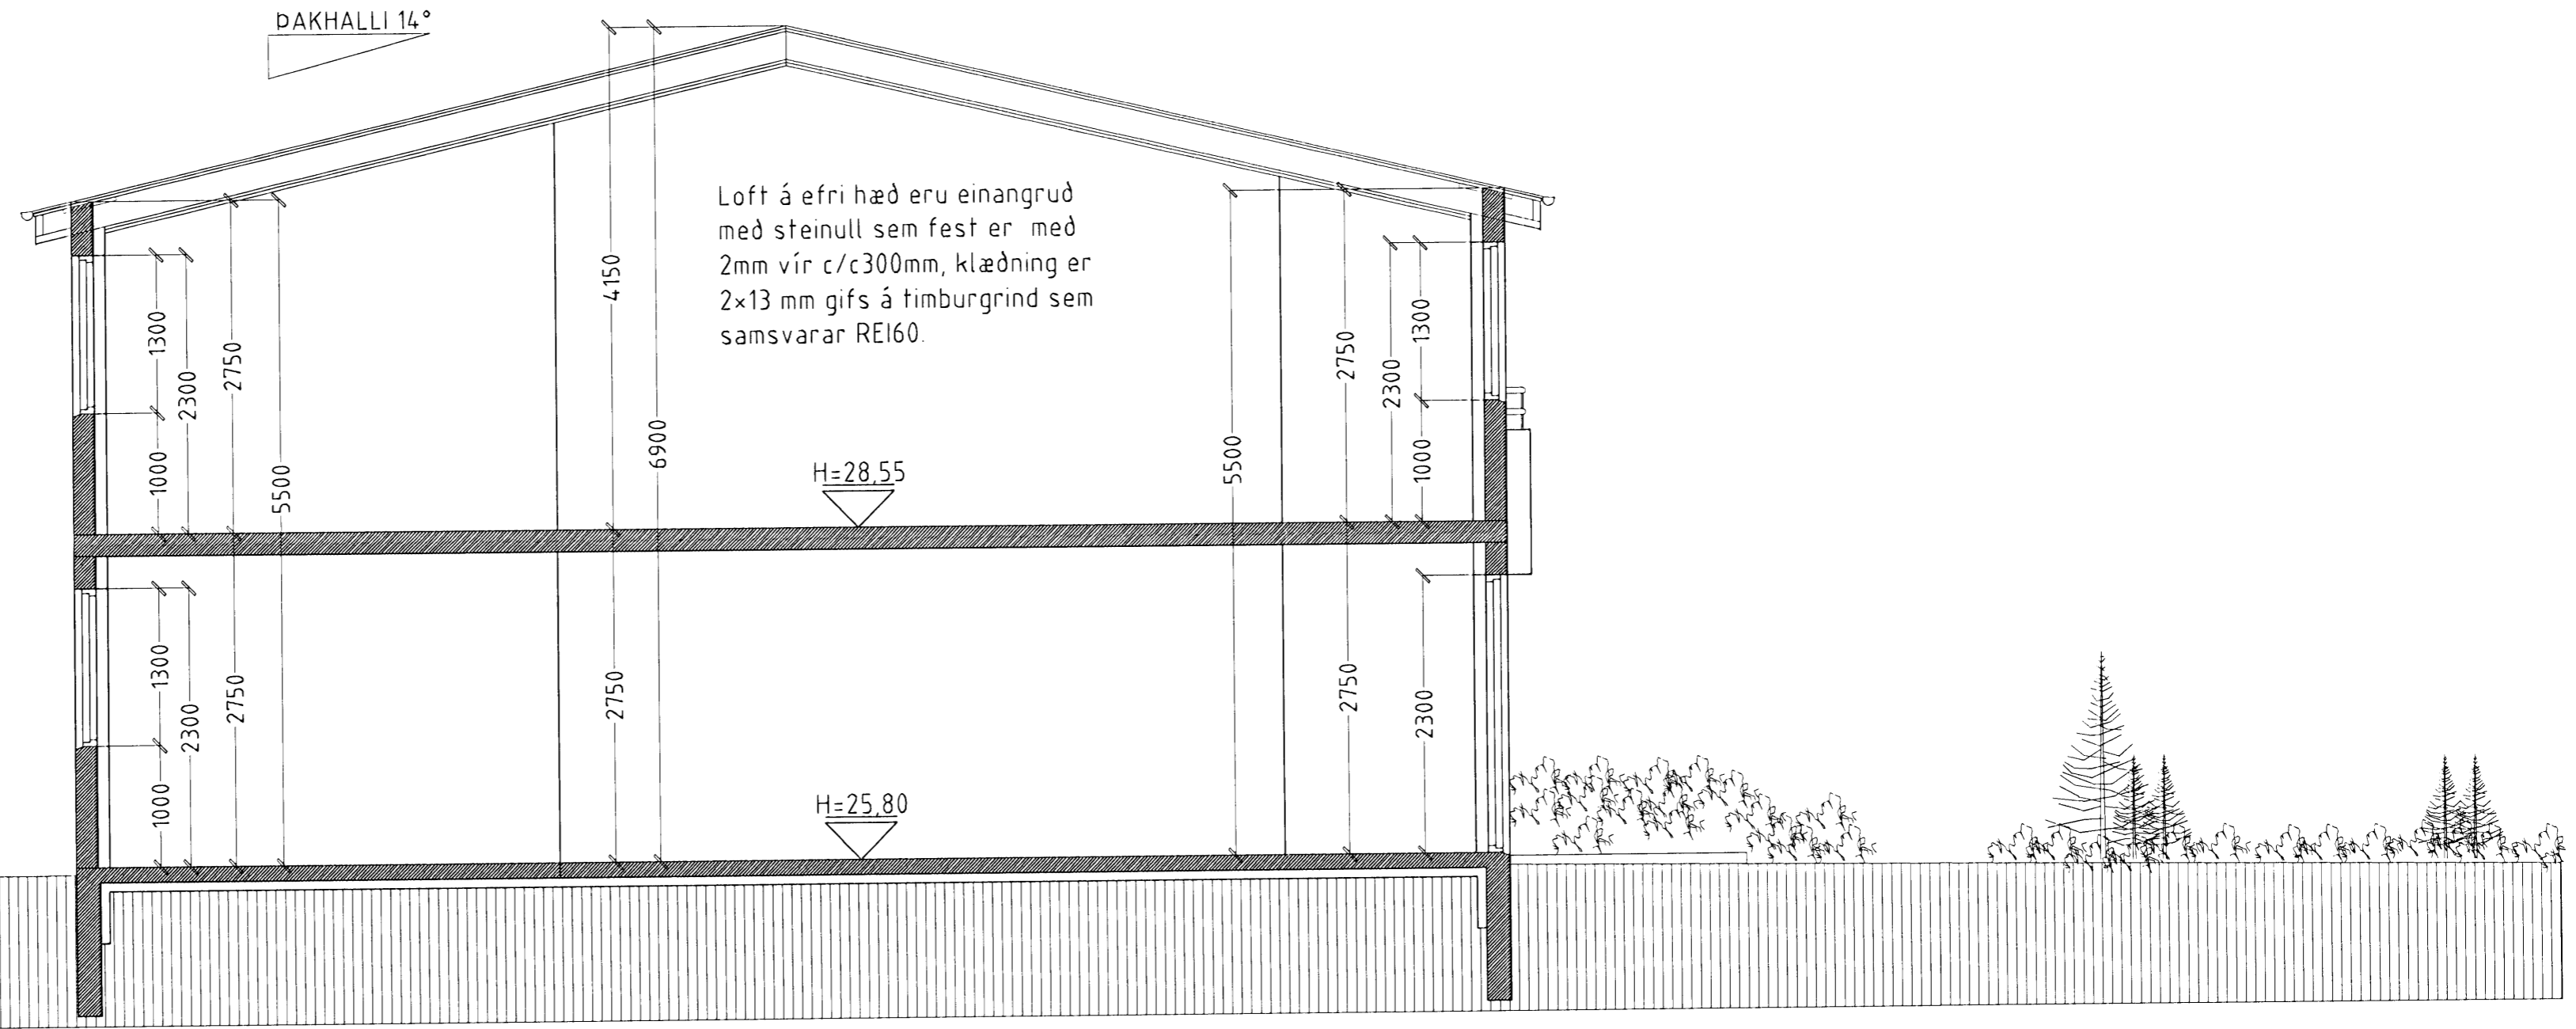 ÞAKHALLI 14°
Loft á efri hæð eru einangruð
með steinull sem fest er með
2mm vír c/c300mm, klæðning er
2×13 mm gifs á timburgrind sem
samsvarar REI60.
1300
2300
1000
2750
5500
4150
6900
5500
2750
2300
1300
1000
H=28,55
1300
2300
1000
2750
2750
2750
2300
H=25,80